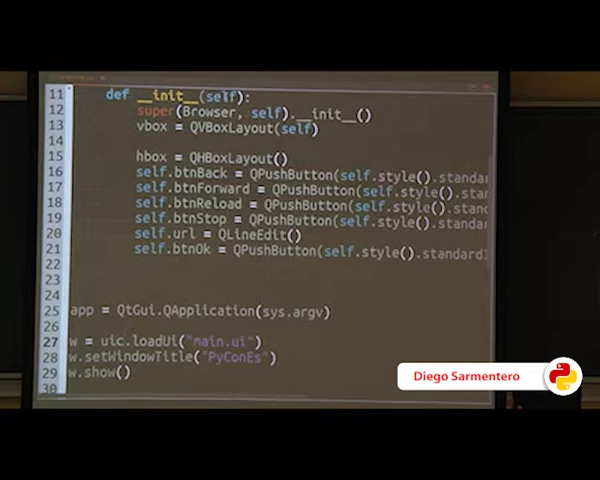 11 def __init__(self):
12 super(Browser, self).__init__()
13 vbox = QVBoxLayout(self)
14
15 hbox = QHBoxLayout()
16 self.btnBack = QPushButton(self.style().standar
17 self.btnForward = QPushButton(self.style().star
18 self.btnReload = QPushButton(self.style().stand
19 self.btnStop = QPushButton(self.style().standar
20 self.url = QLineEdit()
21 self.btnOk = QPushButton(self.style().standard
22
23
24
25 app = QtGui.QApplication(sys.argv)
26
27 w = uic.loadUi("main.ui")
28 w.setWindowTitle("PyConEs")
29 w.show()
30
Diego Sarmentero